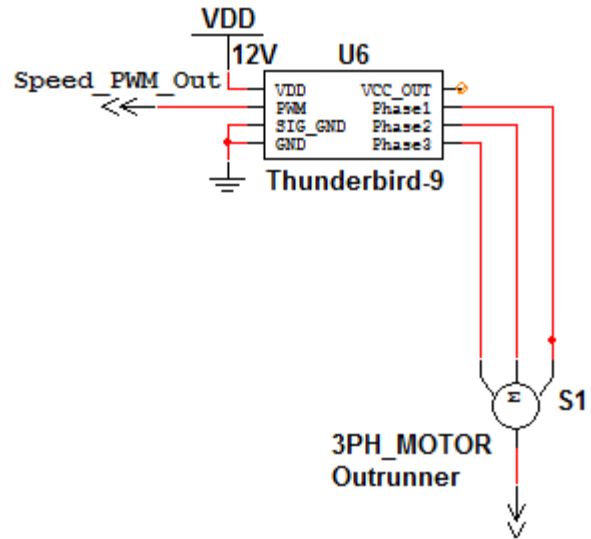 VDD
12V U6
Speed_PWM_Out
VDD VCC_OUT
PWM Phase1
SIG_GND Phase2
GND Phase3
Thunderbird-9
M
S1
3PH_MOTOR
Outrunner